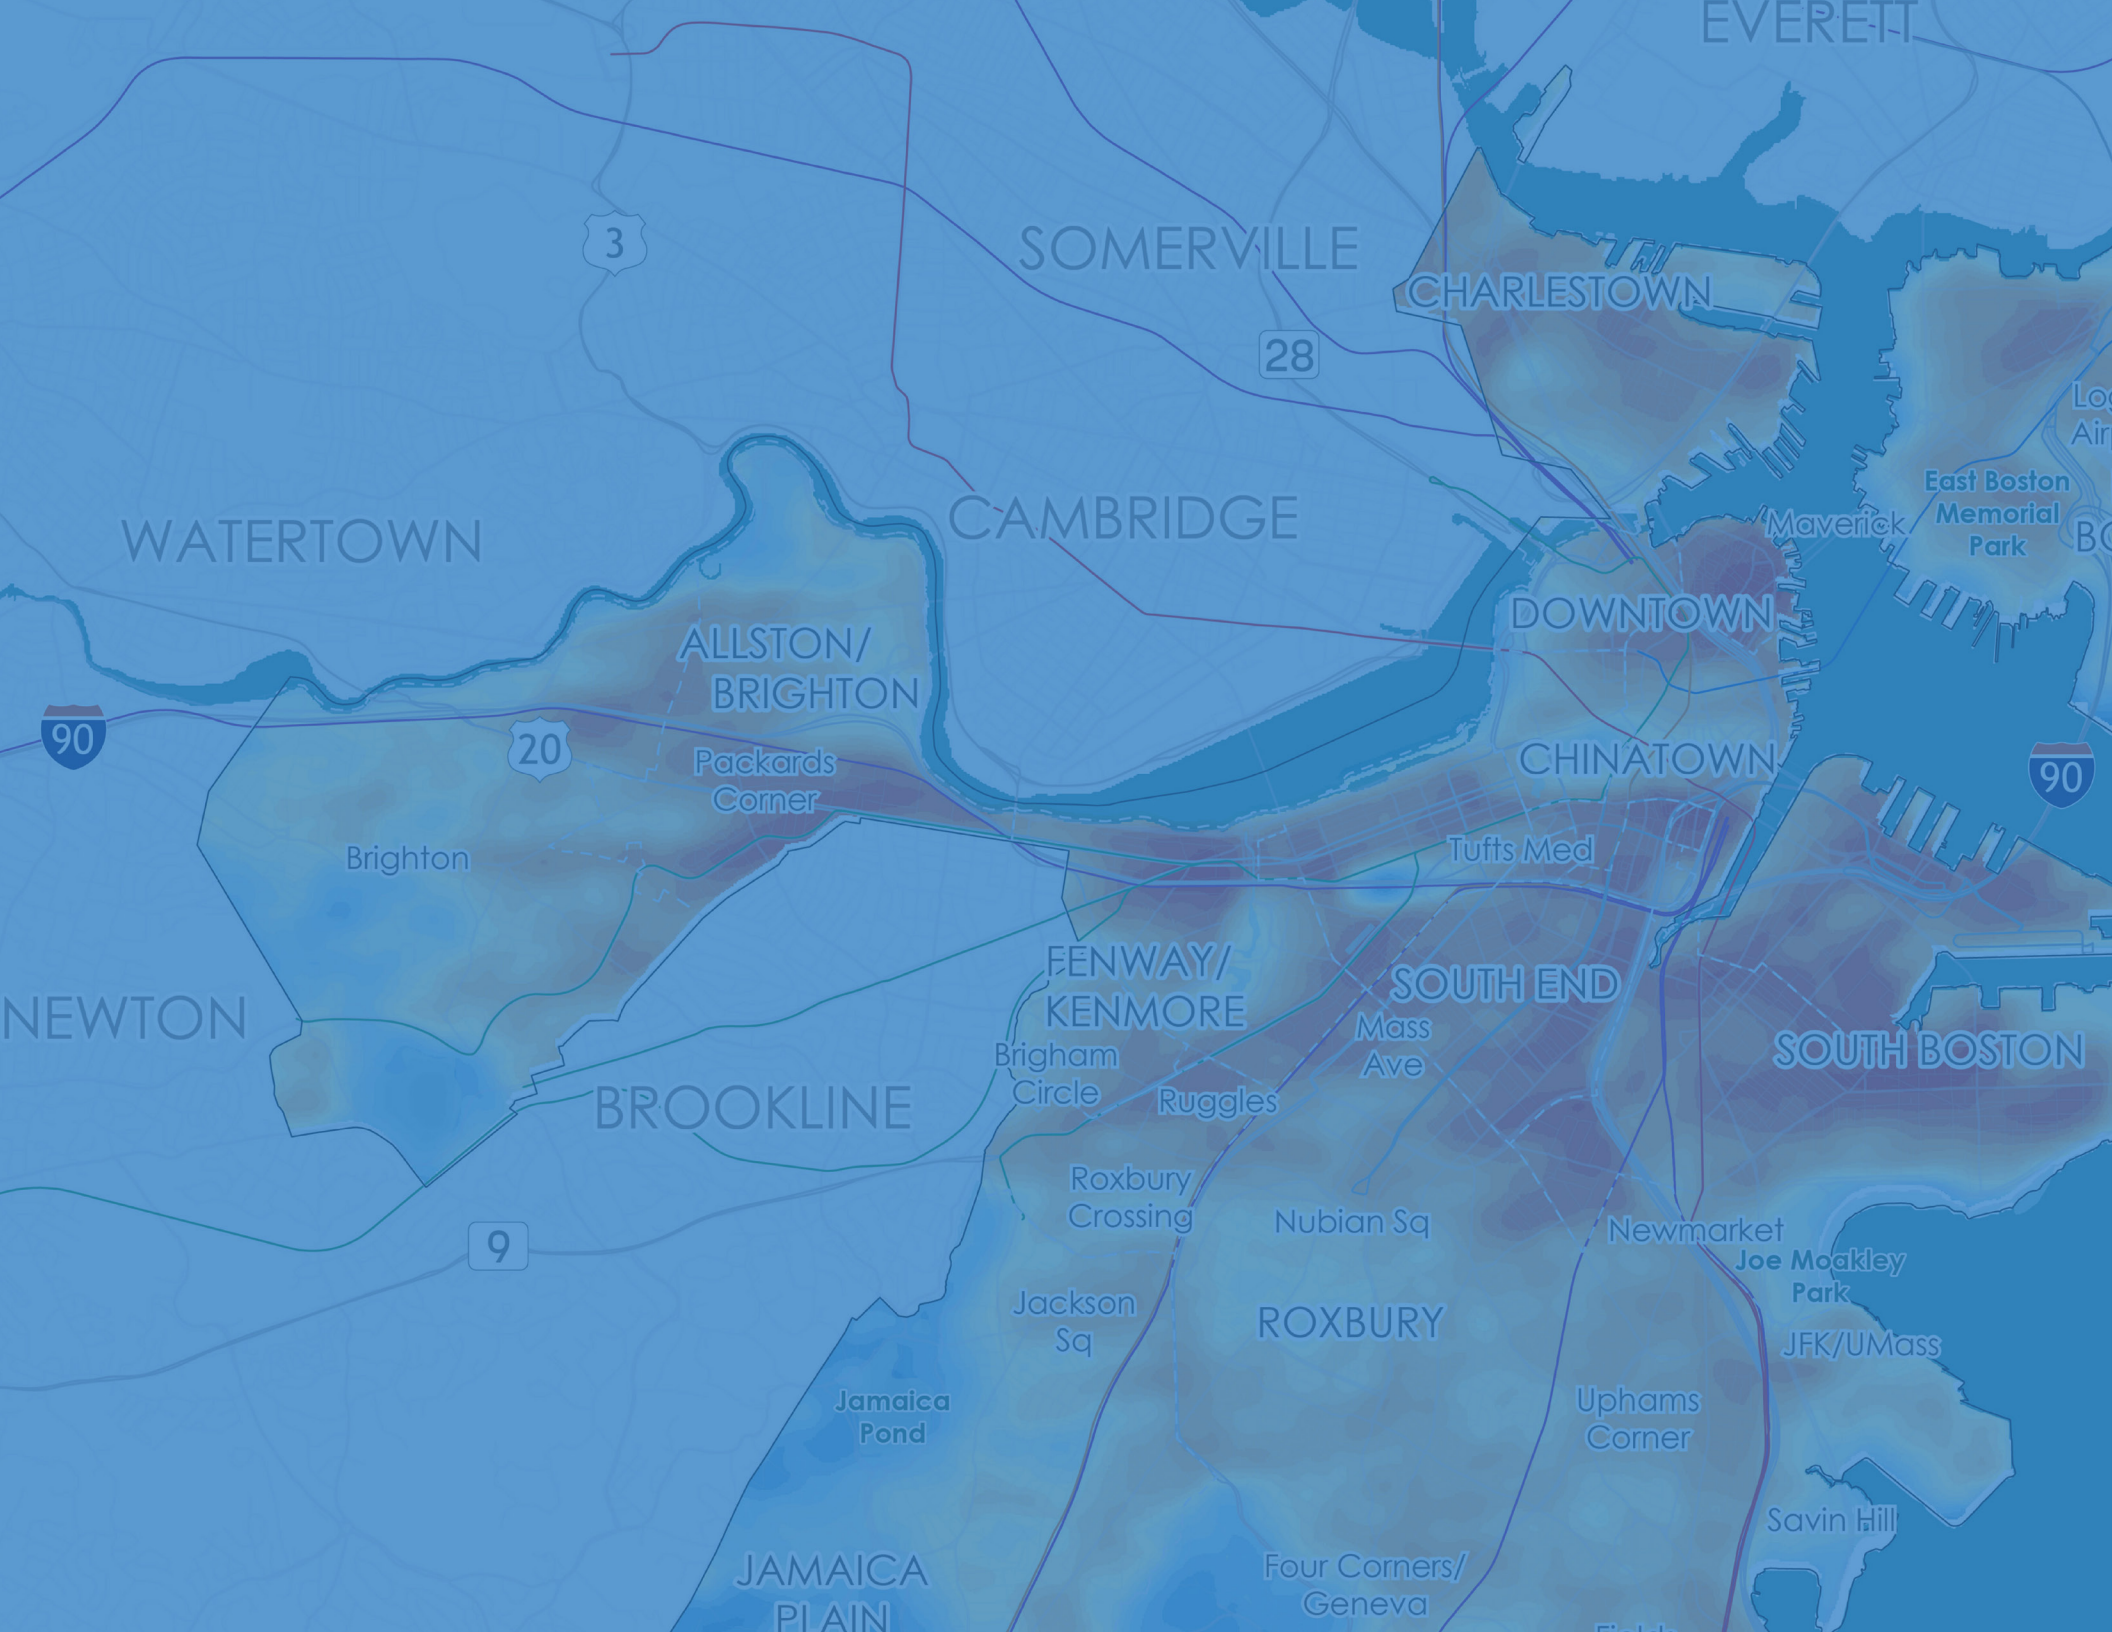 EVERETT
3
SOMERVILLE
CHARLESTOWN
28
East Boston
Memorial
Park
Maverick
WATERTOWN
CAMBRIDGE
DOWNTOWN
ALLSTON/
BRIGHTON
90
20
Packards
Corner
CHINATOWN
90
Brighton
Tufts Med
FENWAY/
KENMORE
SOUTH END
NEWTON
Mass
Ave
SOUTH BOSTON
Brigham
Circle
BROOKLINE
Ruggles
Roxbury
Crossing
Nubian Sq
Newmarket
9
Joe Moakley
Park
Jackson
Sq
ROXBURY
JFK/UMass
Jamaica
Pond
Uphams
Corner
Savin Hill
JAMAICA
PLAIN
Four Corners/
Geneva